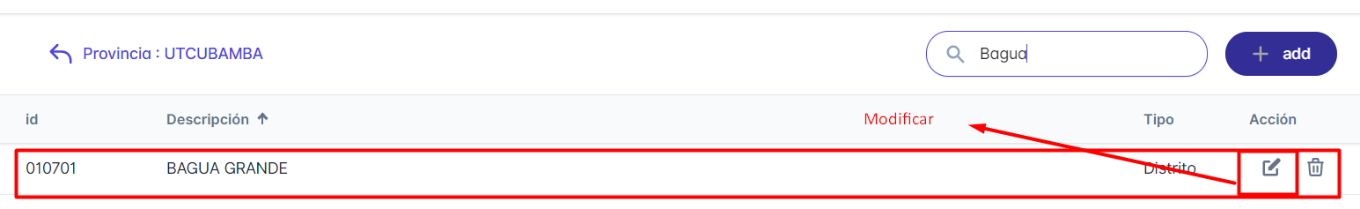 Provincia : UTCUBAMBA Bagua + add
id Descripción ↑ Modificar Tipo Acción
010701 BAGUA GRANDE Distrito